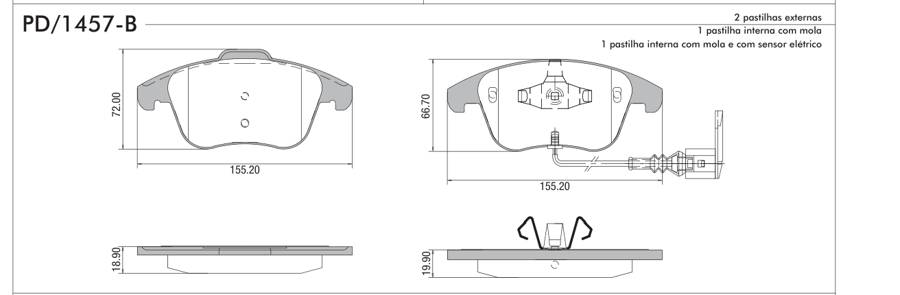 PD/1457-B
2 pastilhas externas
1 pastilha interna com mola
1 pastilha interna com mola e com sensor elétrico
72.00
155.20
66.70
155.20
18.90
19.90